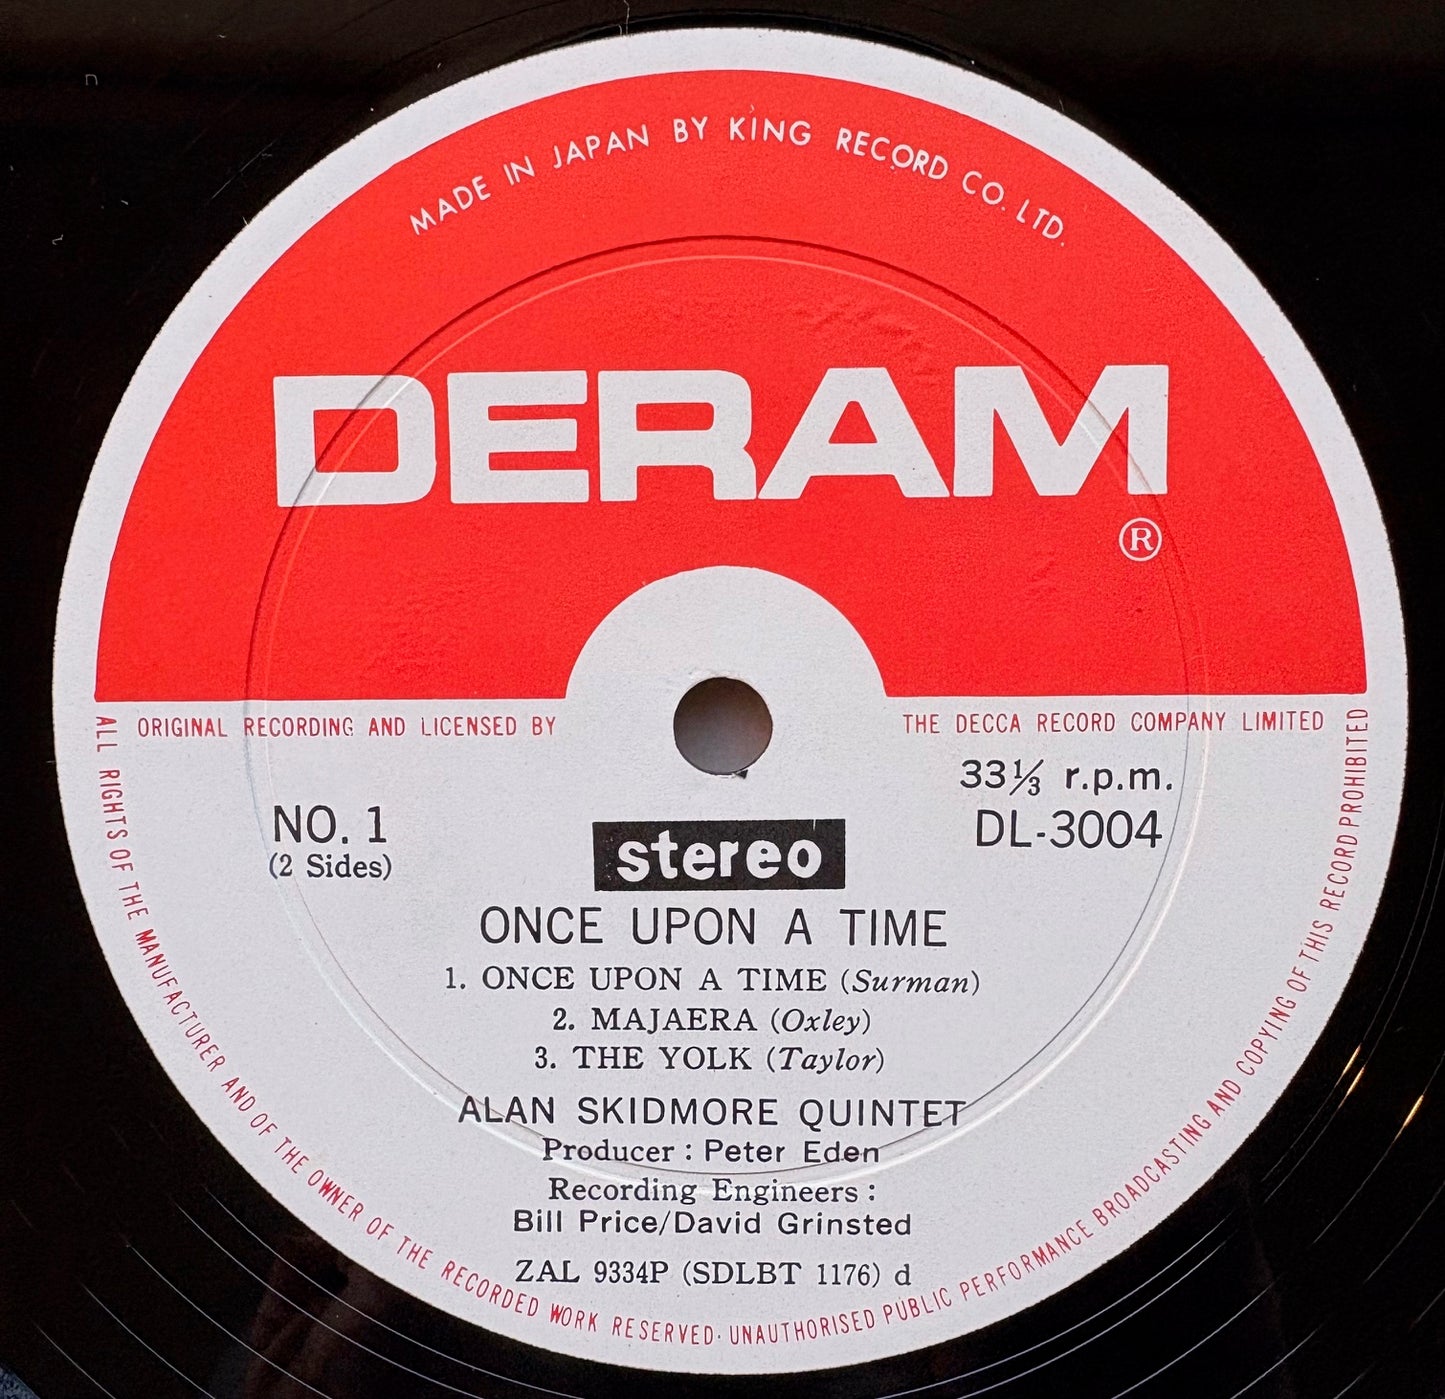 MADE IN JAPAN BY KING RECORD CO. LTD.
DERAM
®
ORIGINAL RECORDING AND LICENSED BY
THE DECCA RECORD COMPANY LIMITED
33⅓ r.p.m.
NO. 1
DL-3004
(2 Sides)
stereo
ONCE UPON A TIME
1. ONCE UPON A TIME (Surman)
2. MAJAERA (Oxley)
3. THE YOLK (Taylor)
ALAN SKIDMORE QUINTET
Producer : Peter Eden
Recording Engineers :
Bill Price/David Grinsted
ZAL 9334P (SDLBT 1176) d
ALL RIGHTS OF THE MANUFACTURER AND OF THE OWNER OF THE RECORDED WORK RESERVED· UNAUTHORISED PUBLIC PERFORMANCE BROADCASTING AND COPYING OF THIS RECORD PROHIBITED